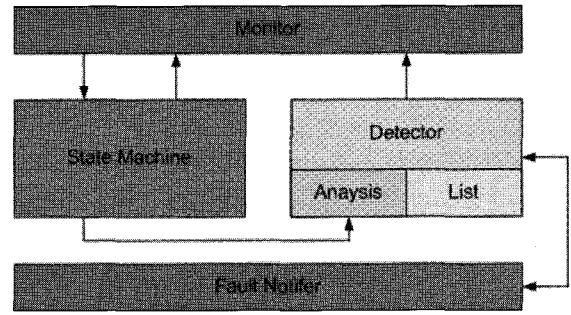 Monitor
State Machine
Detector
Anaysis
List
Fault Notifer